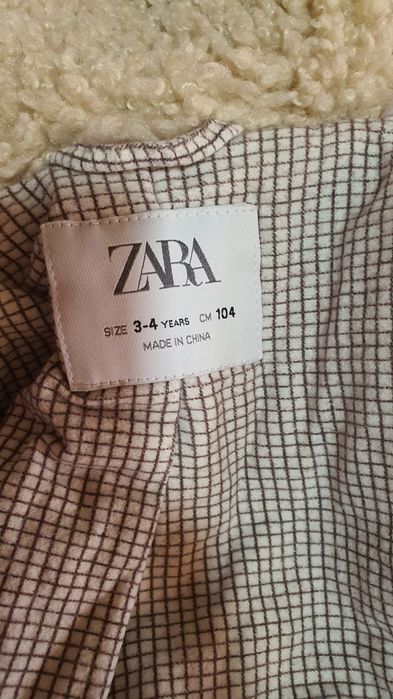 ZARA
SIZE 3-4 YEARS CM 104
MADE IN CHINA